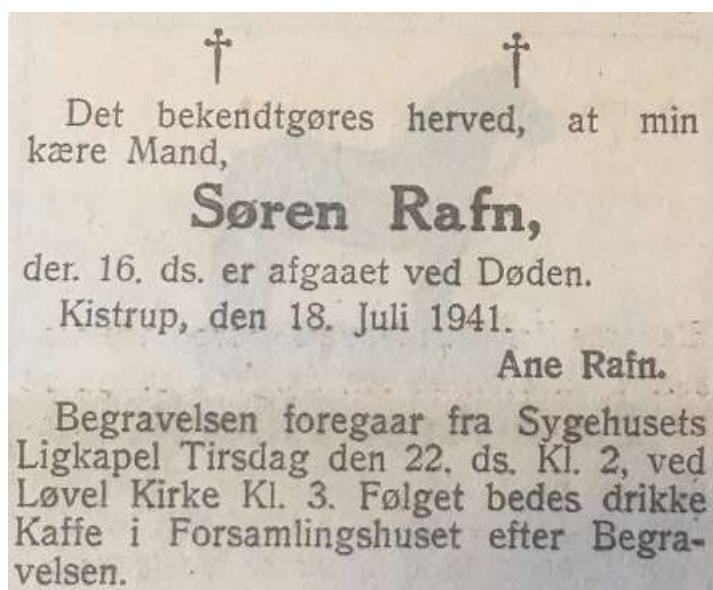 Det bekendtgøres herved, at min
kære Mand,
Søren Rafn,
der. 16. ds. er afgaaet ved Døden.
Kistrup, den 18. Juli 1941.
Ane Rafn.
Begravelsen foregaar fra Sygehusets
Ligkapel Tirsdag den 22. ds. Kl. 2, ved
Løvel Kirke Kl. 3. Følget bedes drikke
Kaffe i Forsamlingshuset efter Begra-
velsen.